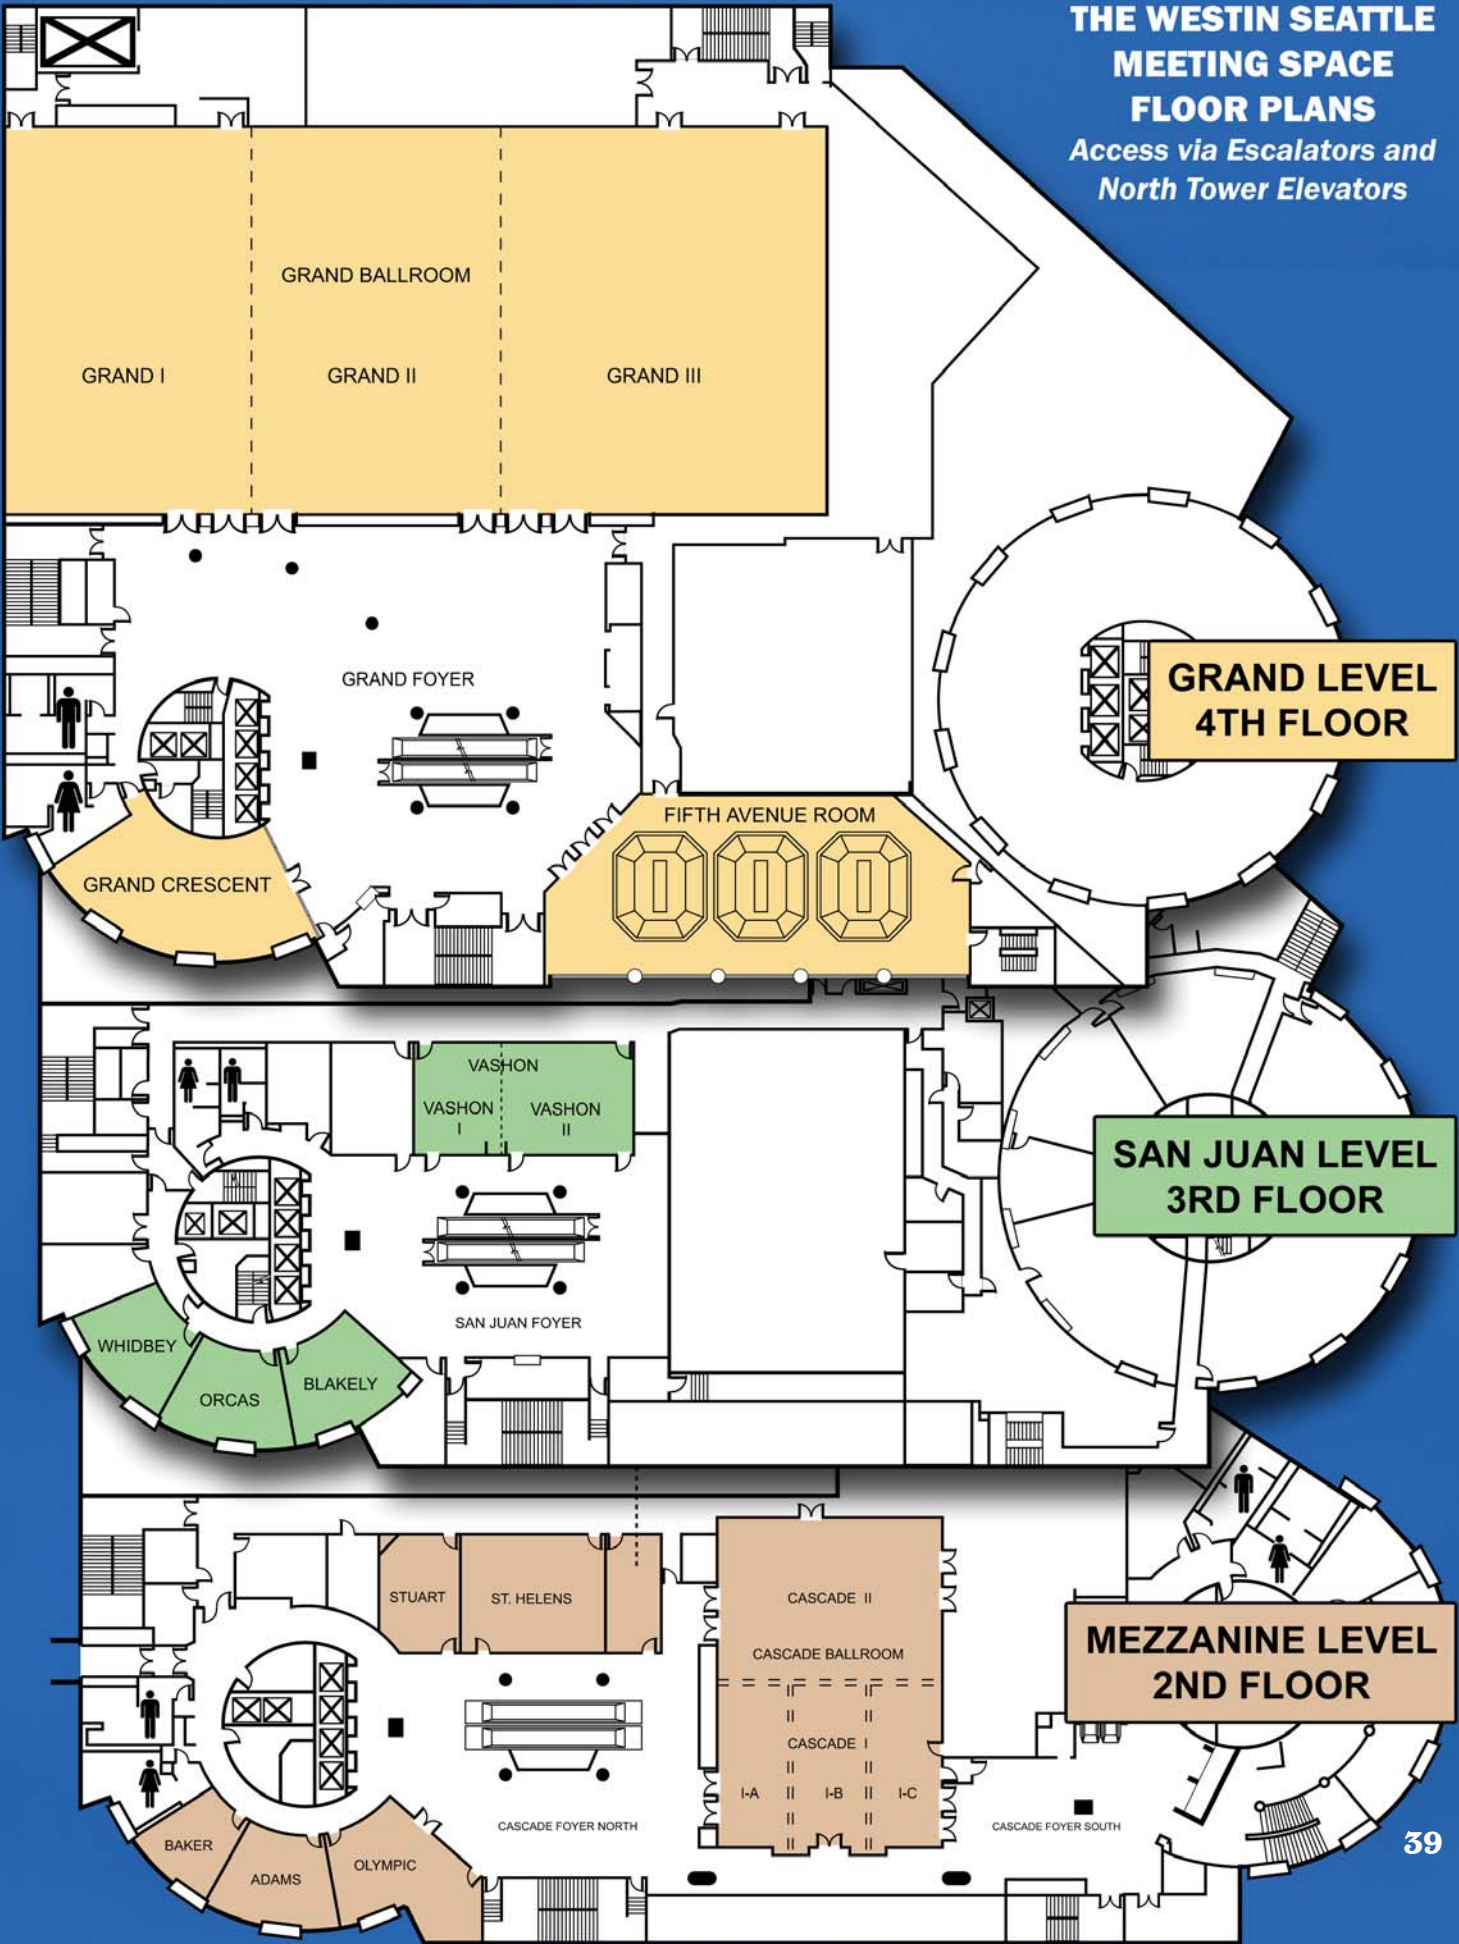 THE WESTIN SEATTLE
MEETING SPACE
FLOOR PLANS
Access via Escalators and
North Tower Elevators
GRAND BALLROOM
GRAND I
GRAND II
GRAND III
GRAND FOYER
GRAND LEVEL
4TH FLOOR
FIFTH AVENUE ROOM
GRAND CRESCENT
VASHON
VASHON
I
VASHON
II
SAN JUAN LEVEL
3RD FLOOR
SAN JUAN FOYER
WHIDBEY
ORCAS
BLAKELY
STUART
ST. HELENS
CASCADE II
CASCADE BALLROOM
MEZZANINE LEVEL
2ND FLOOR
CASCADE I
I-A
I-B
I-C
CASCADE FOYER NORTH
CASCADE FOYER SOUTH
BAKER
ADAMS
OLYMPIC
39